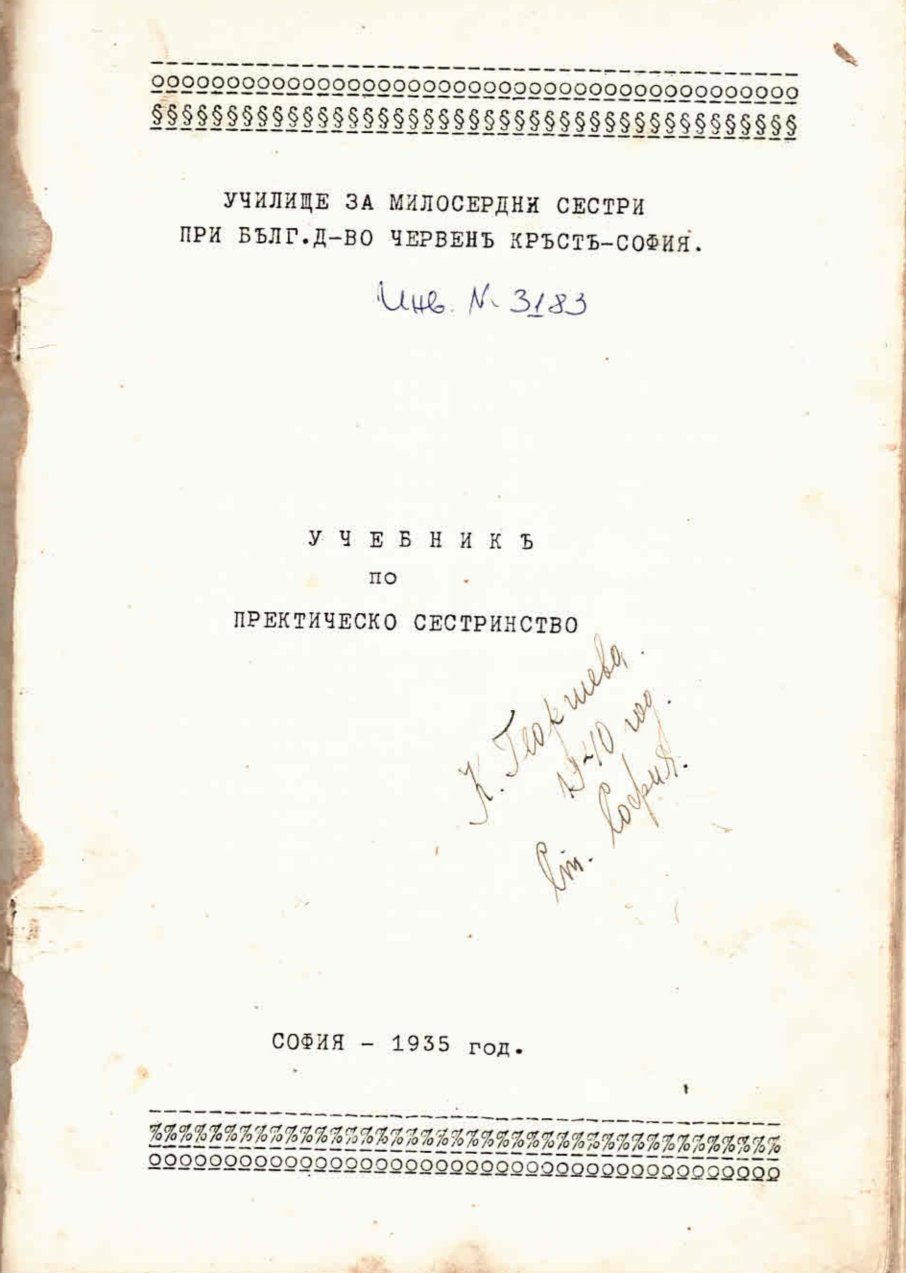 УЧИЛИЩЕ ЗА МИЛОСЕРДНИ СЕСТРИ
ПРИ БЪЛГ.Д-ВО ЧЕРВЕНЪ КРЪСТЪ-СОФИЯ.
Инв. № 3183
У Ч Е Б Н И К Ъ
ПО
ПРЕКТИЧЕСКО СЕСТРИНСТВО
К. Георгиева.
1940 год.
Ст. София.
СОФИЯ - 1935 год.